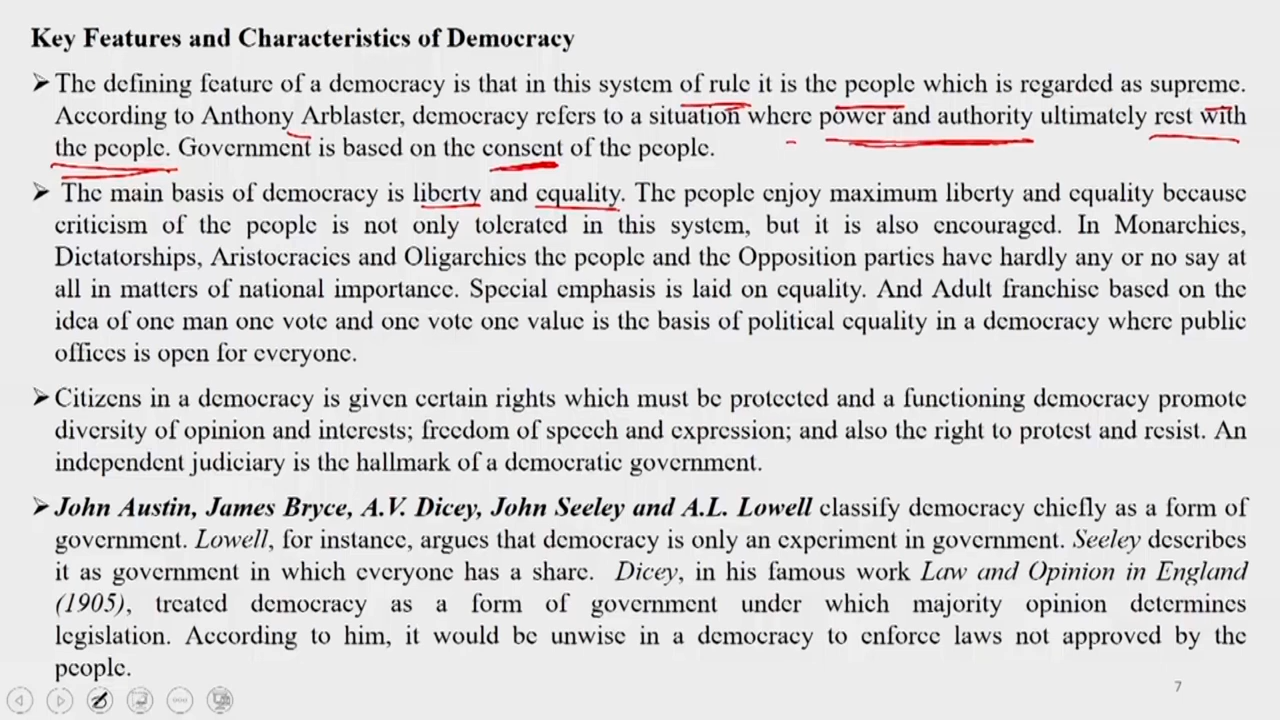 Key Features and Characteristics of Democracy
➢ The defining feature of a democracy is that in this system of rule it is the people which is regarded as supreme.
According to Anthony Arblaster, democracy refers to a situation where power and authority ultimately rest with
the people. Government is based on the consent of the people.
➢ The main basis of democracy is liberty and equality. The people enjoy maximum liberty and equality because
criticism of the people is not only tolerated in this system, but it is also encouraged. In Monarchies,
Dictatorships, Aristocracies and Oligarchies the people and the Opposition parties have hardly any or no say at
all in matters of national importance. Special emphasis is laid on equality. And Adult franchise based on the
idea of one man one vote and one vote one value is the basis of political equality in a democracy where public
offices is open for everyone.
➢ Citizens in a democracy is given certain rights which must be protected and a functioning democracy promote
diversity of opinion and interests; freedom of speech and expression; and also the right to protest and resist. An
independent judiciary is the hallmark of a democratic government.
➢ John Austin, James Bryce, A.V. Dicey, John Seeley and A.L. Lowell classify democracy chiefly as a form of
government. Lowell, for instance, argues that democracy is only an experiment in government. Seeley describes
it as government in which everyone has a share. Dicey, in his famous work Law and Opinion in England
(1905), treated democracy as a form of government under which majority opinion determines
legislation. According to him, it would be unwise in a democracy to enforce laws not approved by the
people.
7